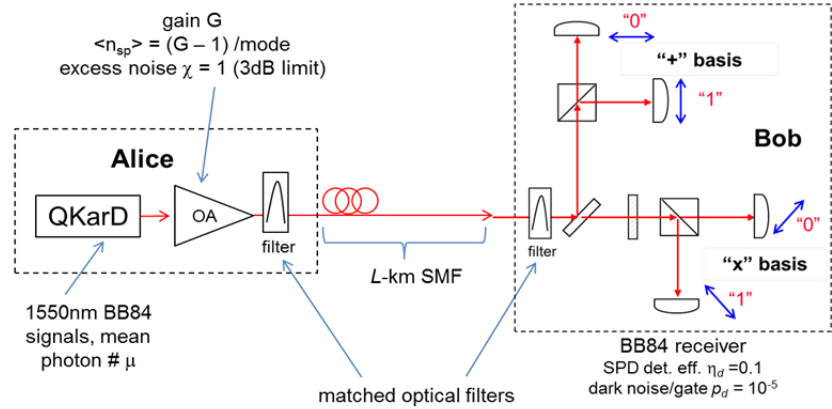 gain G
<n_sp> = (G – 1) /mode
excess noise χ = 1 (3dB limit)
Alice
QKarD
OA
filter
L-km SMF
1550nm BB84
signals, mean
photon # μ
matched optical filters
filter
"0"
"+" basis
"1"
Bob
"0"
"x" basis
"1"
BB84 receiver
SPD det. eff. η_d =0.1
dark noise/gate p_d = 10^-5